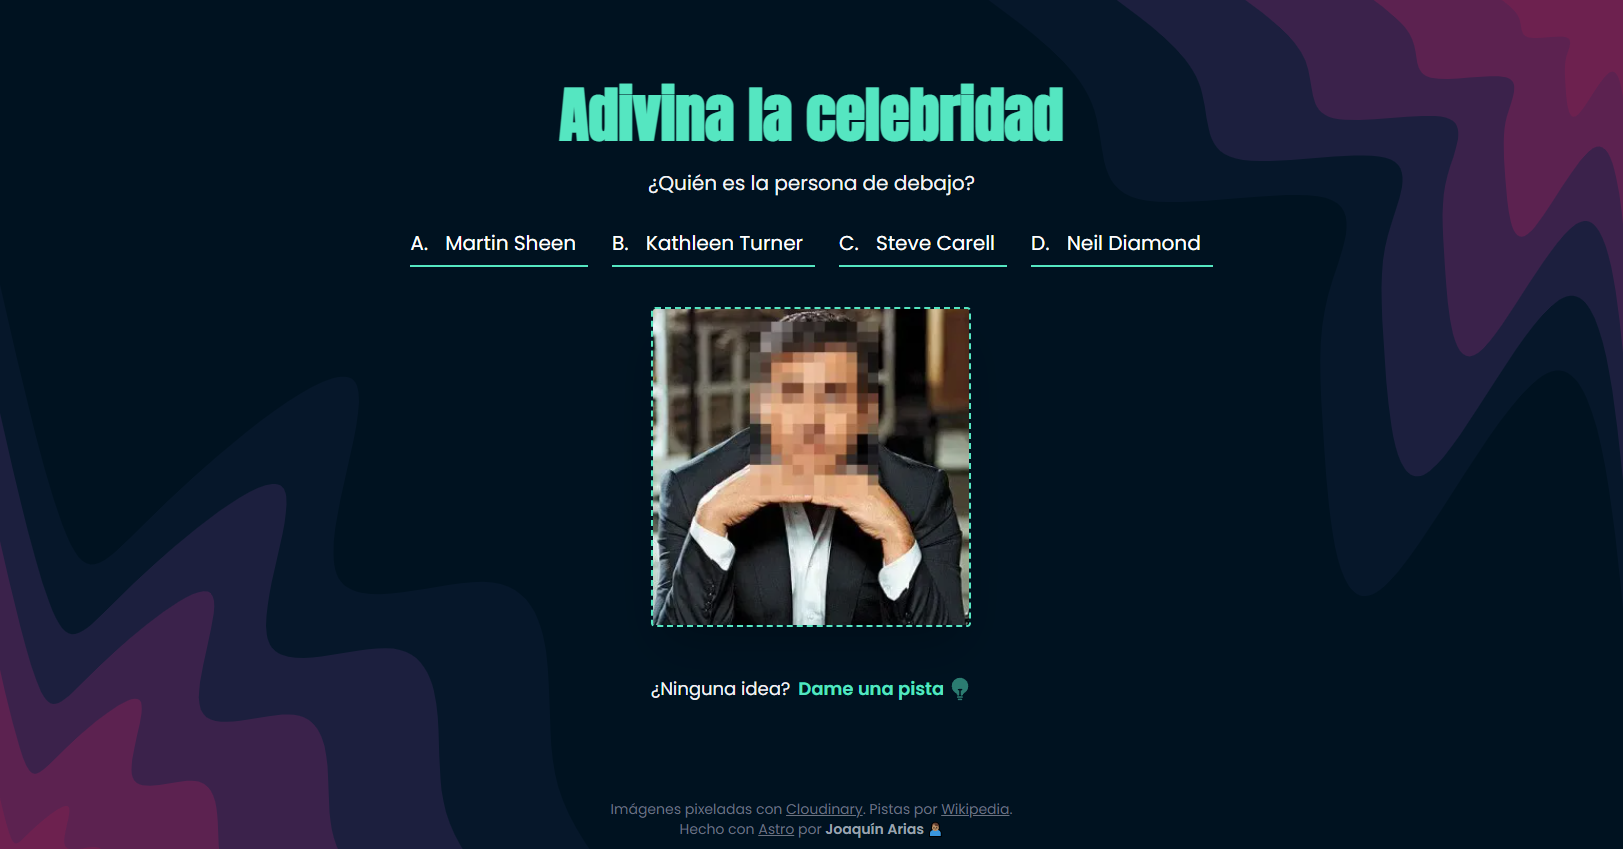 Adivina la celebridad
¿Quién es la persona de debajo?
A. Martin Sheen B. Kathleen Turner C. Steve Carell D. Neil Diamond
¿Ninguna idea? Dame una pista
Imágenes pixeladas con Cloudinary. Pistas por Wikipedia.
Hecho con Astro por Joaquín Arias